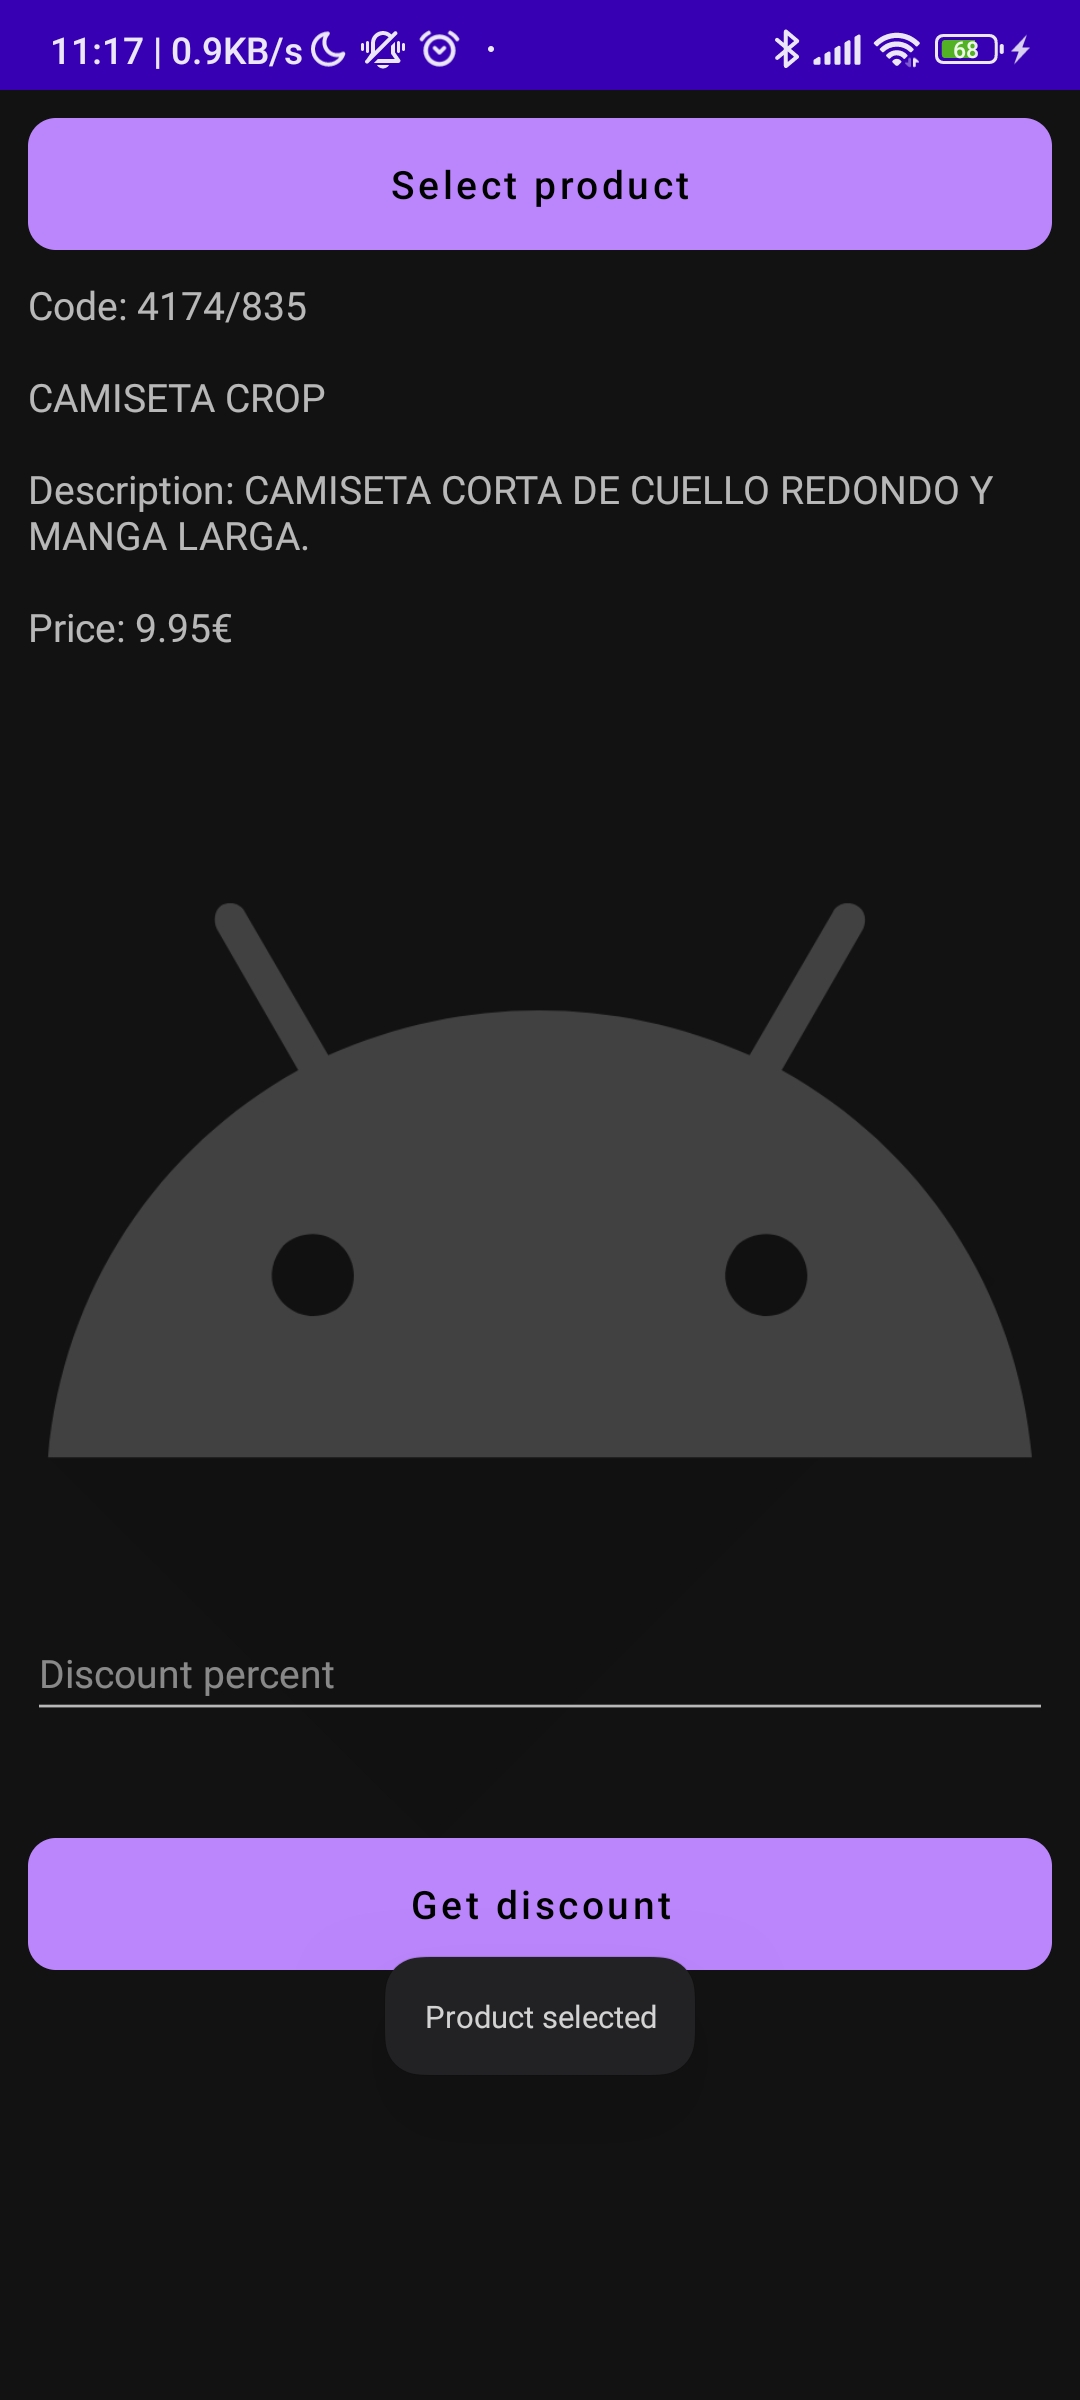 11:17 | 0.9KB/s
68
Select product
Code: 4174/835
CAMISETA CROP
Description: CAMISETA CORTA DE CUELLO REDONDO Y
MANGA LARGA.
Price: 9.95€
Discount percent
Get discount
Product selected